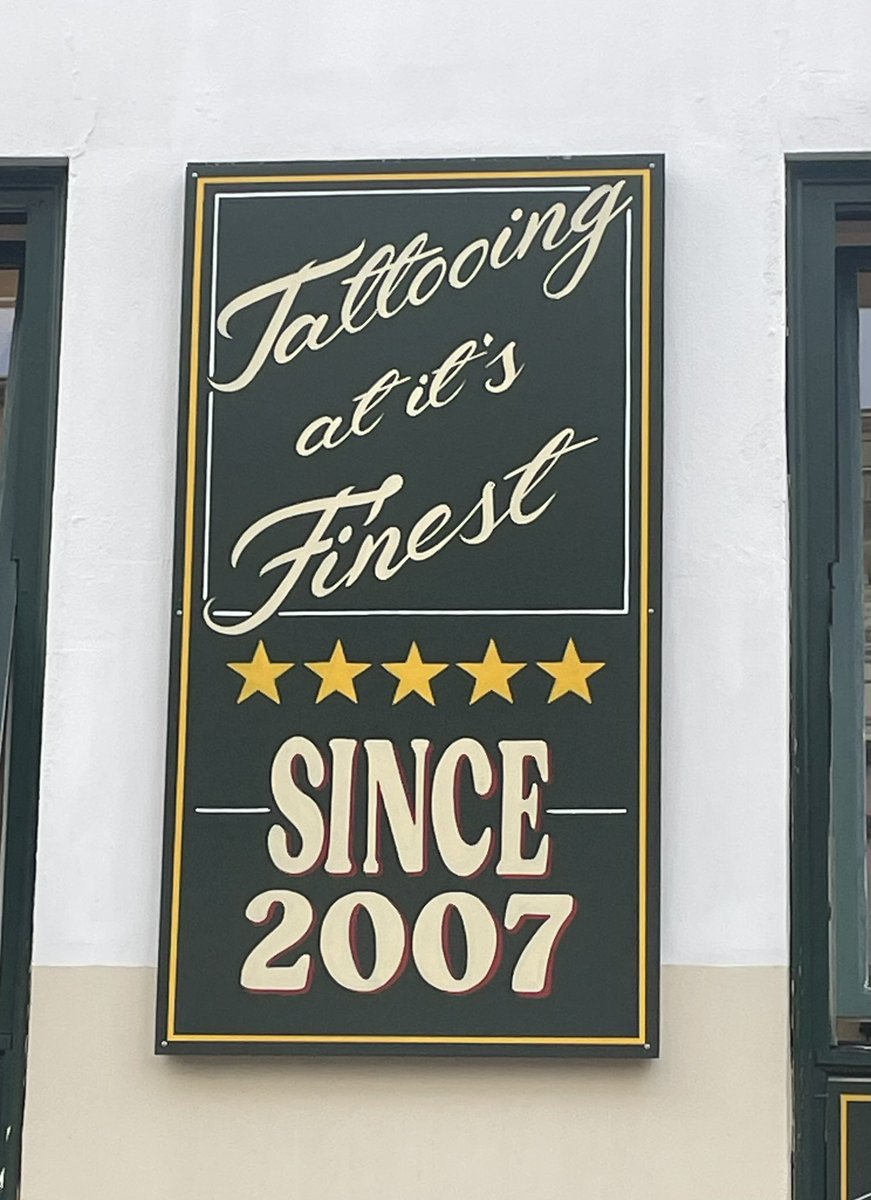 Tattooing
at it's
Finest
SINCE
2007